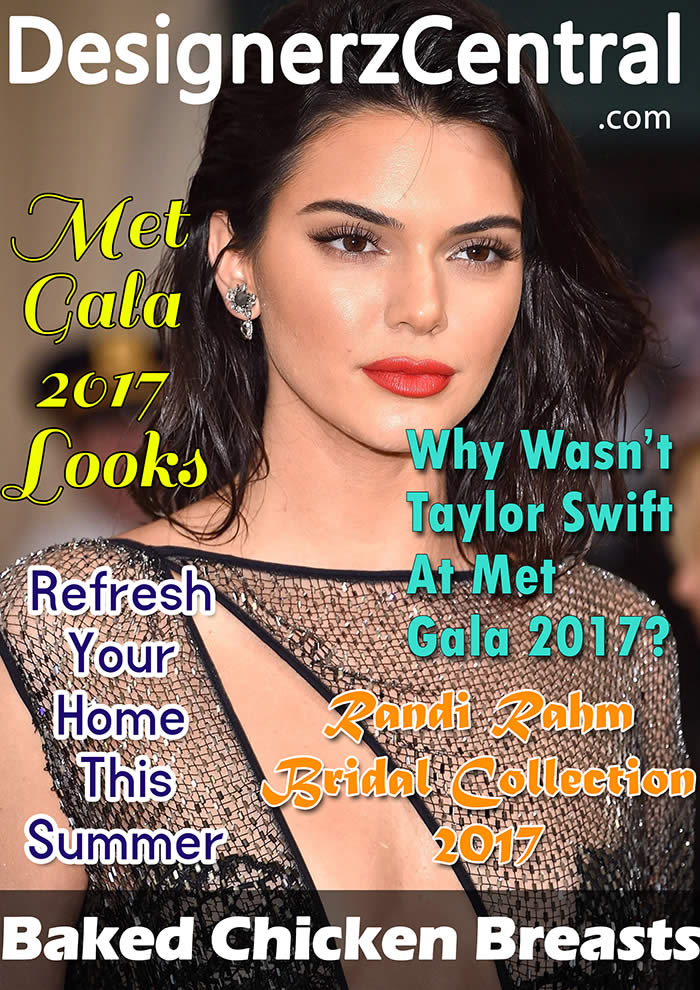 DesignerzCentral
.com
Met
Gala
2017
Looks
Why Wasn't
Taylor Swift
At Met
Gala 2017?
Refresh
Your
Home
This
Summer
Randi Rahm
Bridal Collection
2017
Baked Chicken Breasts